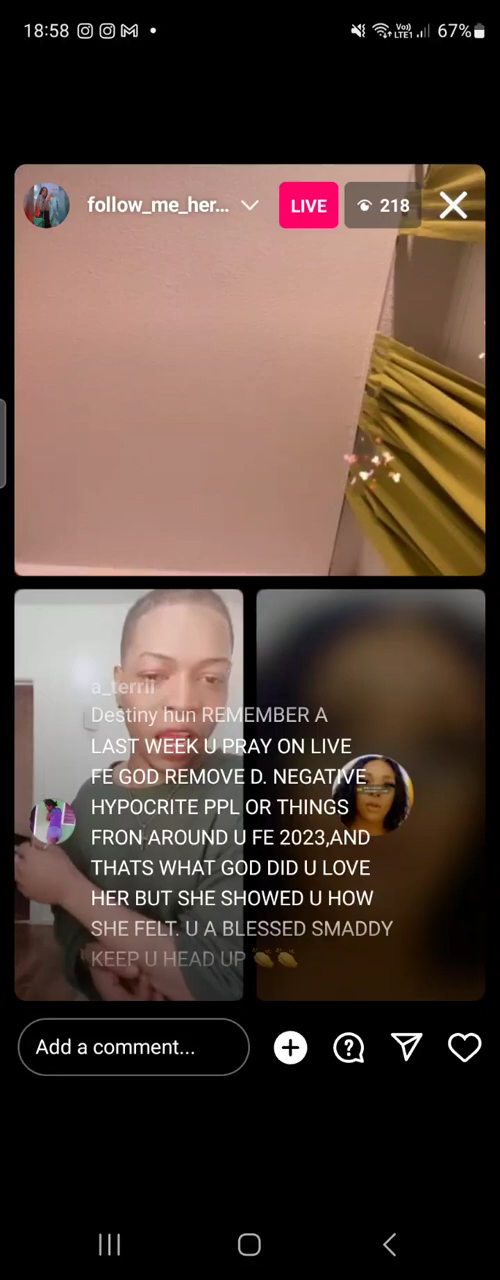 18:58
Vo))
LTE1
67%
follow_me_her...
LIVE
218
a_terrii
Destiny hun REMEMBER A
LAST WEEK U PRAY ON LIVE
FE GOD REMOVE D. NEGATIVE
HYPOCRITE PPL OR THINGS
FRON AROUND U FE 2023,AND
THATS WHAT GOD DID U LOVE
HER BUT SHE SHOWED U HOW
SHE FELT. U A BLESSED SMADDY
KEEP U HEAD UP 👏👏
Add a comment...